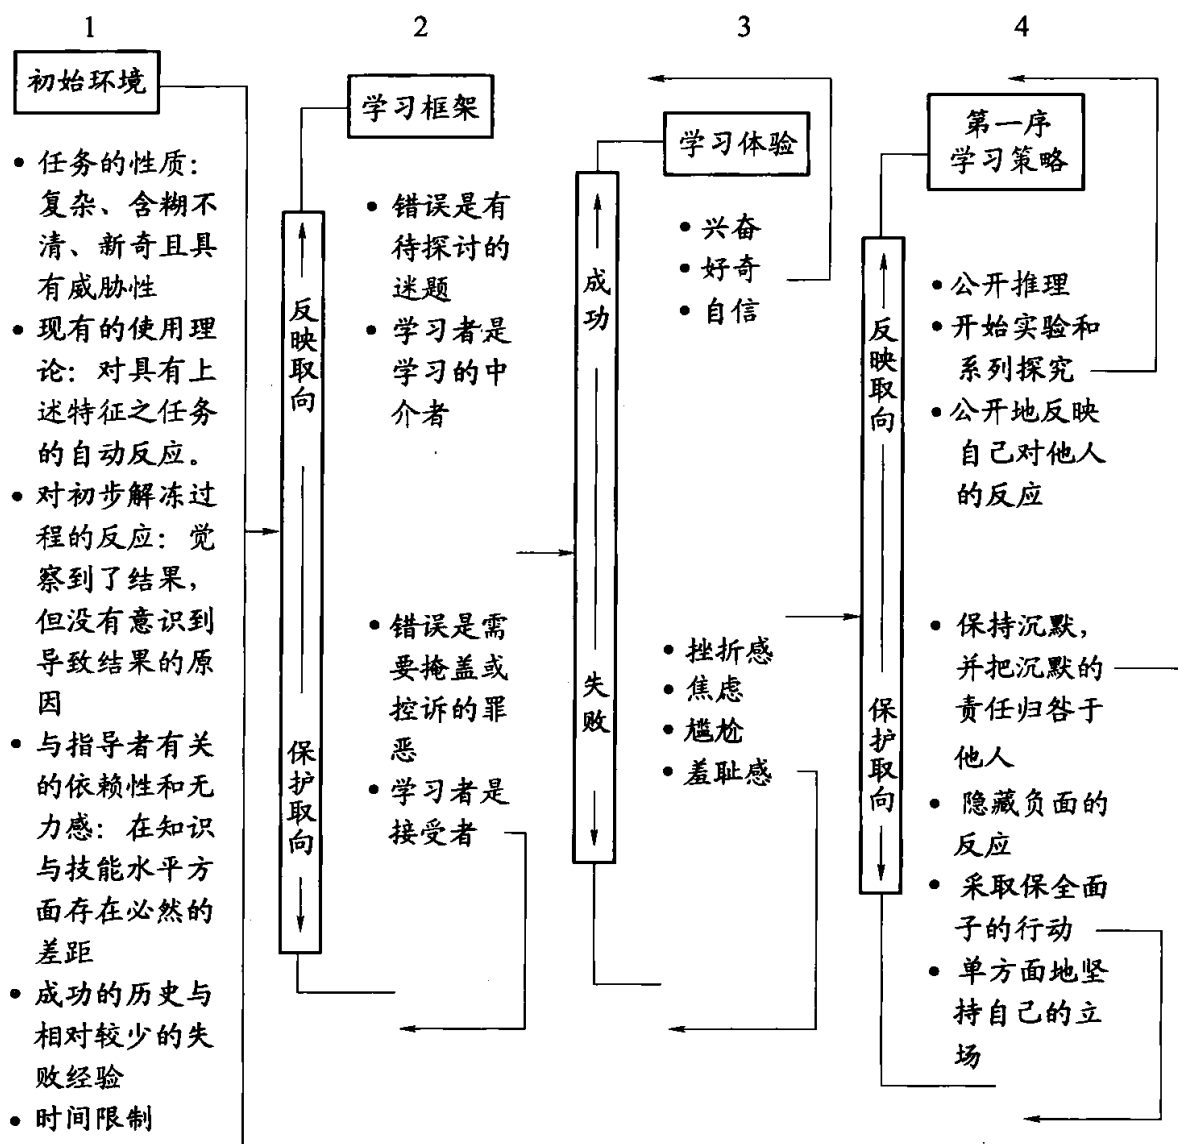 1
初始环境
• 任务的性质：
复杂、含糊不
清、新奇且具
有威胁性
• 现有的使用理
论：对具有上
述特征之任务
的自动反应。
• 对初步解冻过
程的反应：觉
察到了结果，
但没有意识到
导致结果的原
因
• 与指导者有关
的依赖性和无
力感：在知识
与技能水平方
面存在必然的
差距
• 成功的历史与
相对较少的失
败经验
• 时间限制
2
学习框架
反映取向
保护取向
• 错误是有
待探讨的
迷题
• 学习者是
学习的中
介者
• 错误是需
要掩盖或
控诉的罪
恶
• 学习者是
接受者
3
学习体验
成功
失败
• 兴奋
• 好奇
• 自信
• 挫折感
• 焦虑
• 尴尬
• 羞耻感
4
第一序
学习策略
反映取向
保护取向
• 公开推理
• 开始实验和
系列探究
• 公开地反映
自己对他人
的反应
• 保持沉默，
并把沉默的
责任归咎于
他人
• 隐藏负面的
反应
• 采取保全面
子的行动
• 单方面地坚
持自己的立
场